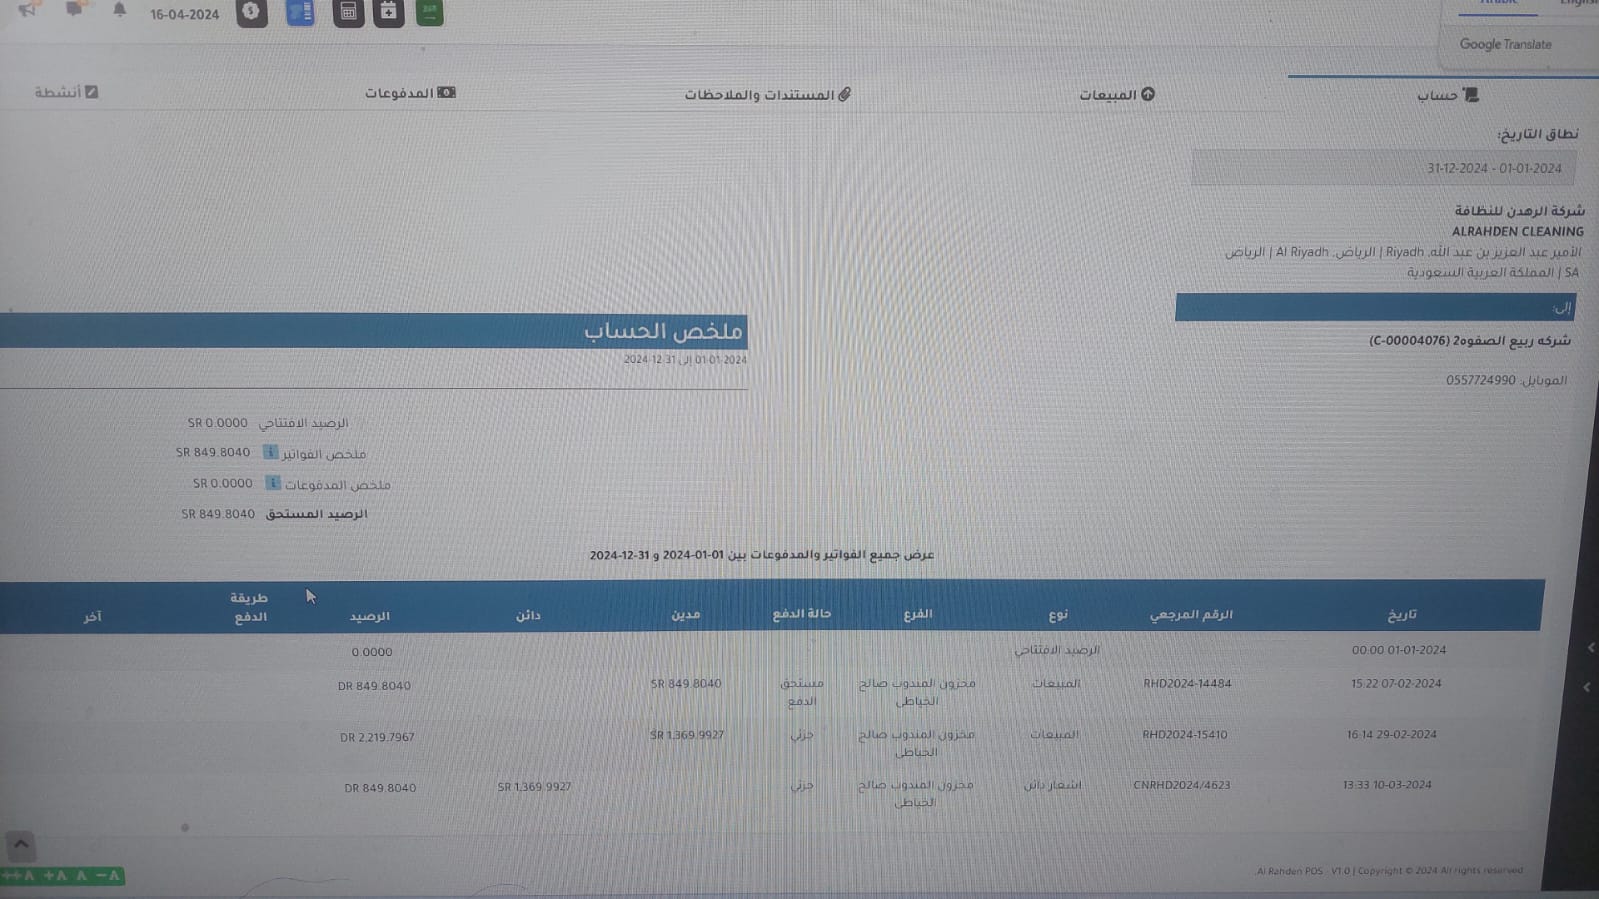 16-04-2024
Google Translate
حساب
المبيعات
المستندات والملاحظات
المدفوعات
أنشطة
نطاق التاريخ:
31-12-2024 - 01-01-2024
شركة الرهدن للنظافة
ALRAHDEN CLEANING
الأمير عبد العزيز بن عبد الله, Riyadh | الرياض, Al Riyadh | الرياض
SA | المملكة العربية السعودية
إلى:
شركه ربيع الصفوه2 (C-00004076)
الموبايل: 0557724990
ملخص الحساب
01-01-2024 إلى 31-12-2024
الرصيد الافتتاحي SR 0.0000
ملخص الفواتير SR 849.8040
ملخص المدفوعات SR 0.0000
الرصيد المستحق SR 849.8040
عرض جميع الفواتير والمدفوعات بين 01-01-2024 و 31-12-2024
تاريخ الرقم المرجعي نوع الفرع حالة الدفع مدين دائن الرصيد طريقة الدفع آخر
01-01-2024 00:00 الرصيد الافتتاحي 0.0000
07-02-2024 15:22 RHD2024-14484 المبيعات مخزون المندوب صالح الخياطى مستحق الدفع SR 849.8040 DR 849.8040
29-02-2024 16:14 RHD2024-15410 المبيعات مخزون المندوب صالح الخياطى جزئي SR 1,369.9927 DR 2,219.7967
10-03-2024 13:33 CNRHD2024/4623 اشعار دائن مخزون المندوب صالح الخياطى جزئي SR 1,369.9927 DR 849.8040
Al Rahden POS - V1.0 | Copyright © 2024 All rights reserved.
A++ A+ A A-